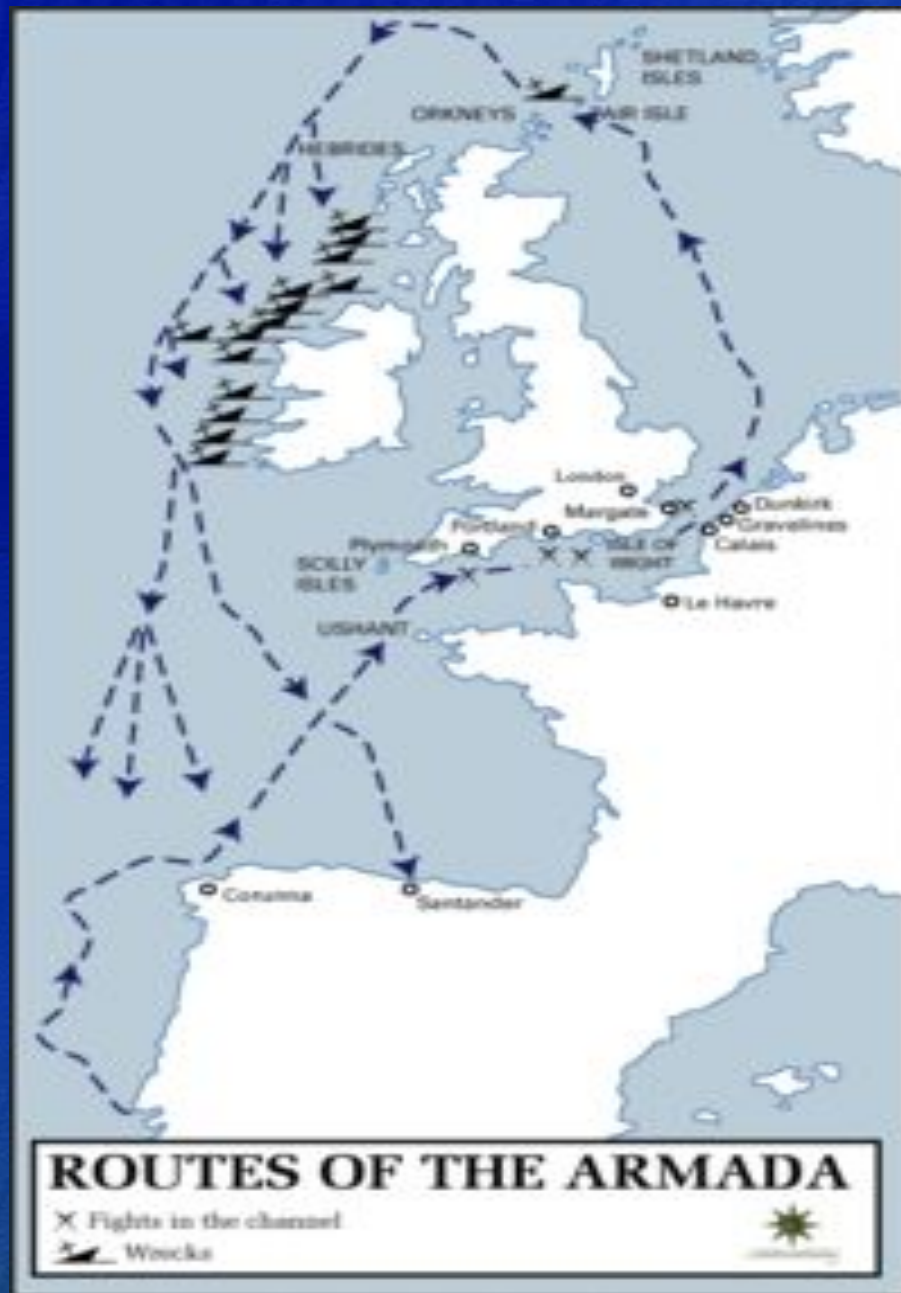 SHETLAND
ISLES
ORKNEYS
FAIR ISLE
HEBRIDES
London
Margate
Dunkirk
Gravelines
Portland
Calais
Plymouth
ISLE OF
WIGHT
SCILLY
ISLES
Le Havre
USHANT
Corunna
Santander
ROUTES OF THE ARMADA
Fights in the channel
Wrecks